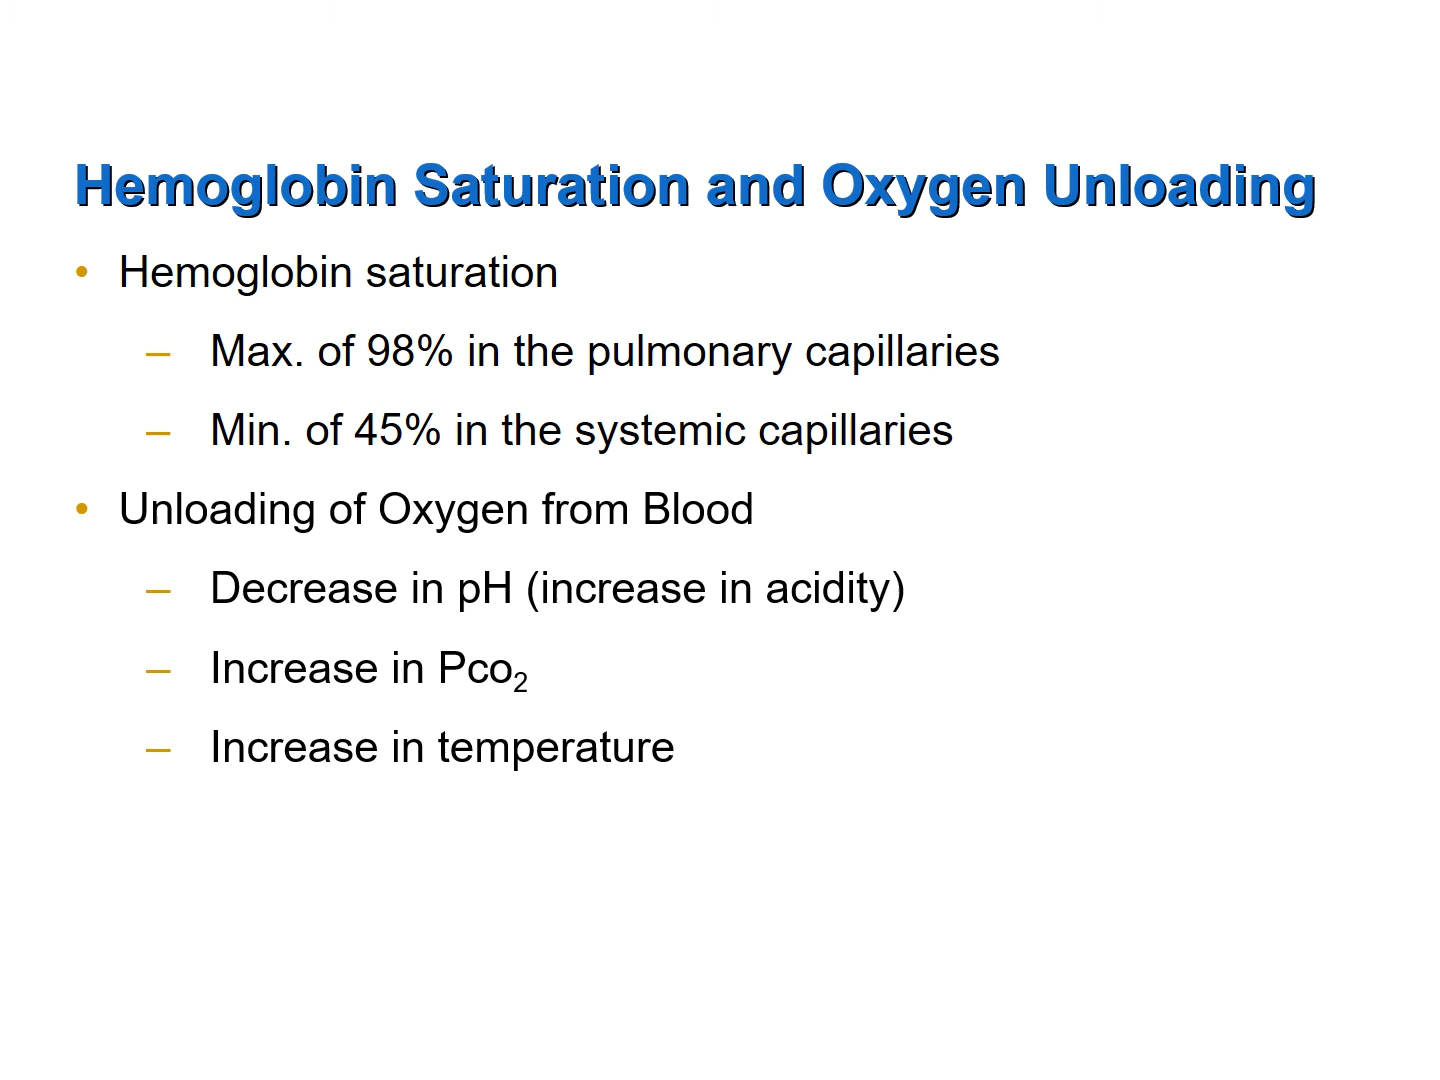 Hemoglobin Saturation and Oxygen Unloading
• Hemoglobin saturation
– Max. of 98% in the pulmonary capillaries
– Min. of 45% in the systemic capillaries
• Unloading of Oxygen from Blood
– Decrease in pH (increase in acidity)
– Increase in Pco₂
– Increase in temperature